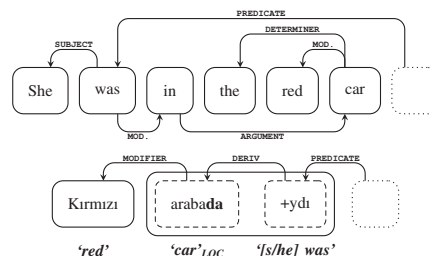 PREDICATE
SUBJECT DETERMINER
MOD.
She was in the red car
MOD. ARGUMENT
MODIFIER DERIV PREDICATE
Kırmızı arabada +ydı
'red' 'car'LOC '[s/he] was'